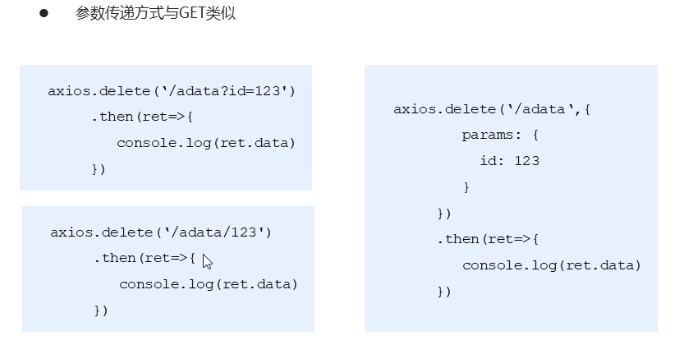 ● 参数传递方式与GET类似
axios.delete(‘/adata?id=123')
.then(ret=>{
console.log(ret.data)
})
axios.delete(‘/adata/123')
.then(ret=>{
console.log(ret.data)
})
axios.delete(‘/adata‘,{
params: {
id: 123
}
})
.then(ret=>{
console.log(ret.data)
})